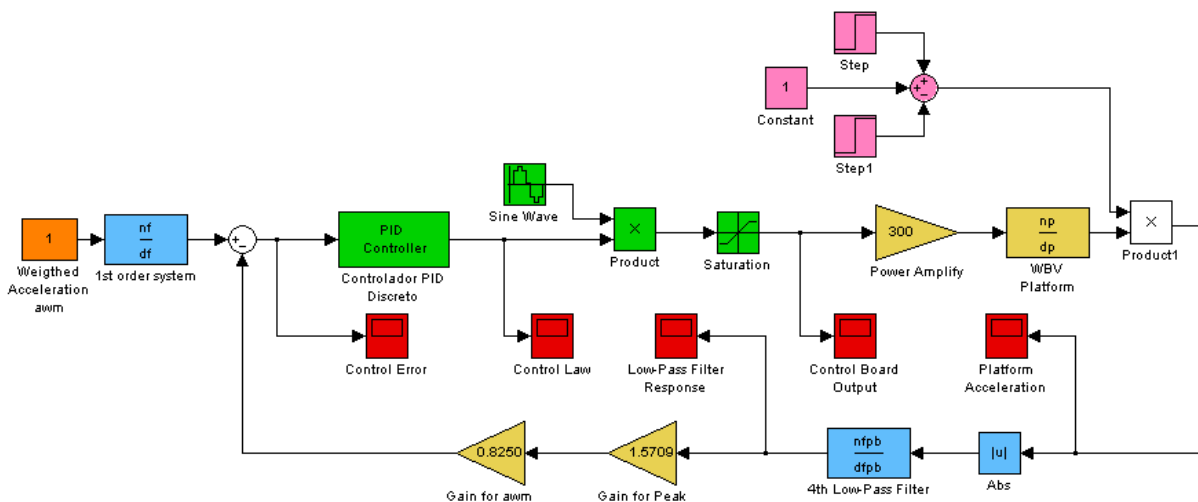 Step
1
Constant
Step1
Sine Wave
1
Weigthed
Acceleration
awm
nf
df
1st order system
PID
Controller
Controlador PID
Discreto
×
Product
Saturation
300
Power Amplify
np
dp
WBV
Platform
×
Product1
Control Error
Control Law
Low-Pass Filter
Response
Control Board
Output
Platform
Acceleration
0.8250
Gain for awm
1.5709
Gain for Peak
nfpb
dfpb
4th Low-Pass Filter
|u|
Abs